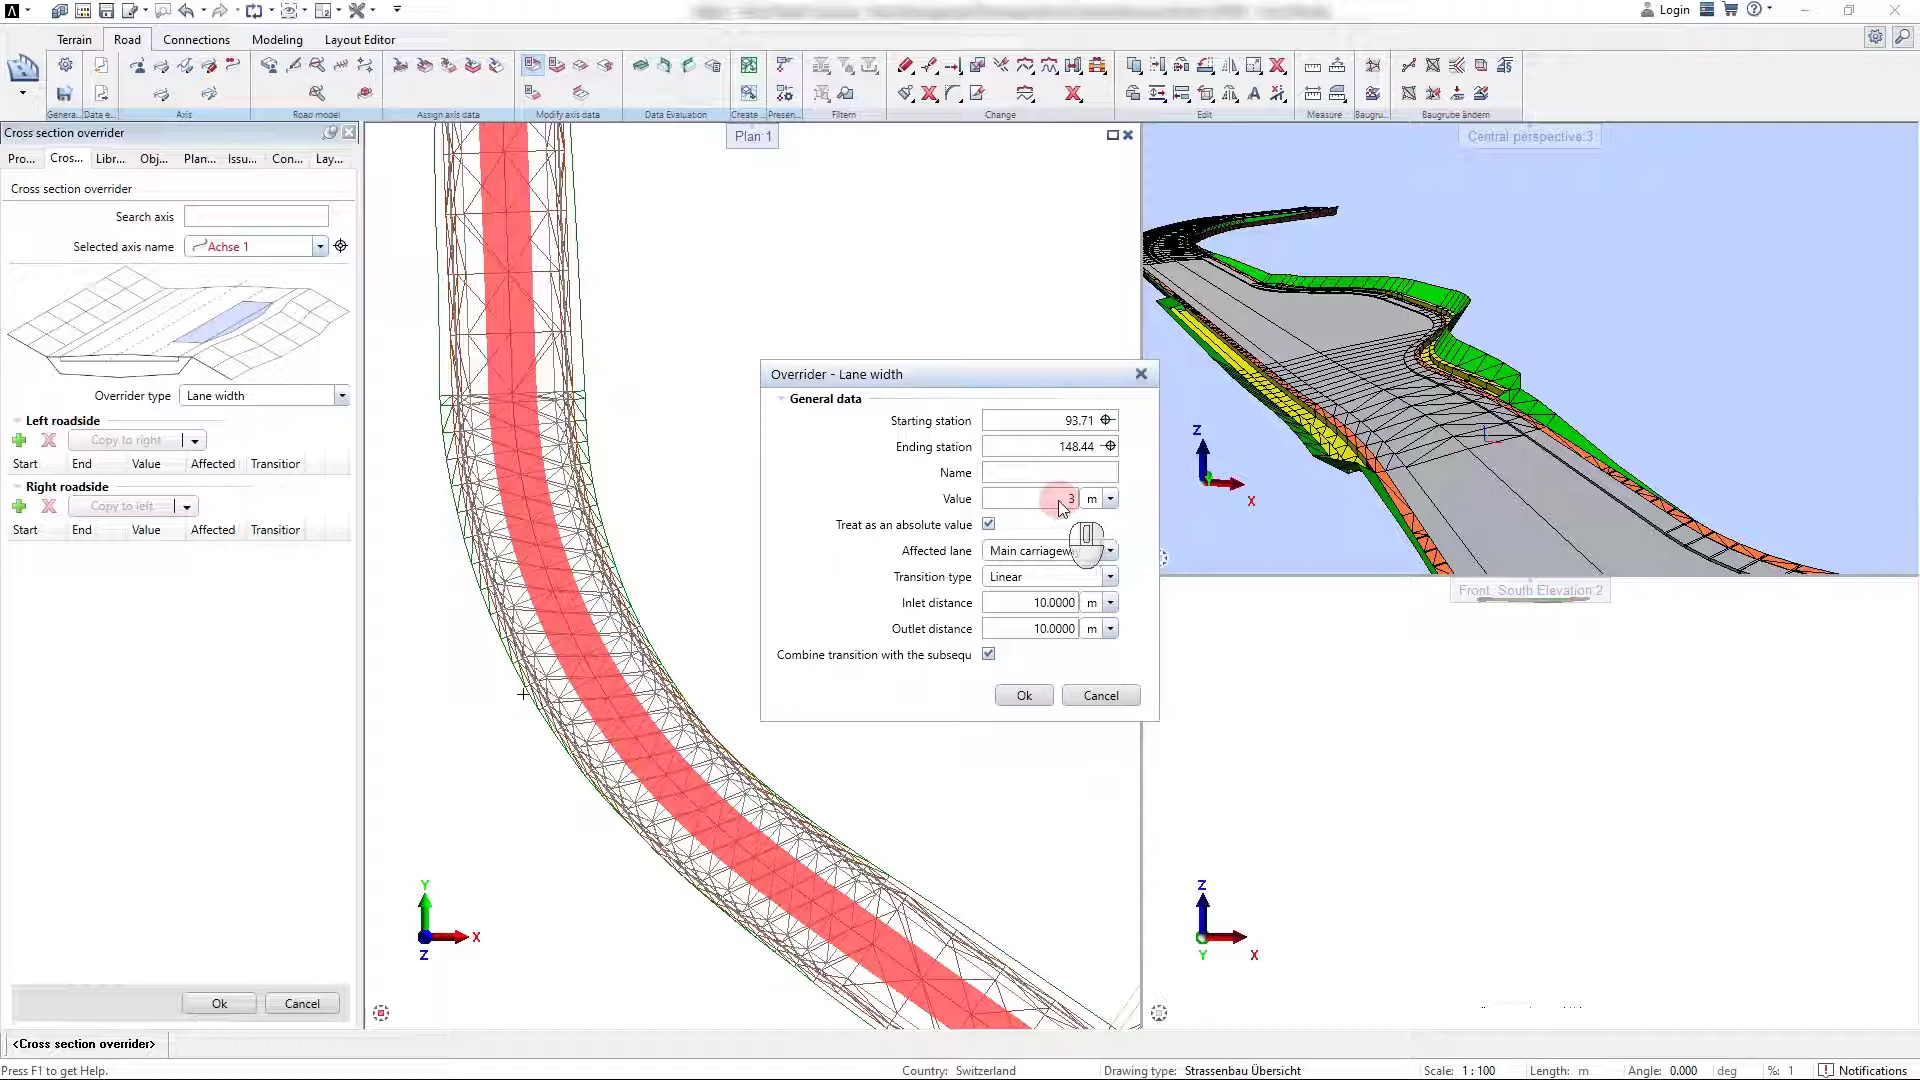 Login
Terrain
Road
Connections
Modeling
Layout Editor
Genera...
Data e...
Axis
Road model
Assign axis data
Modify axis data
Data Evaluation
Create ...
Presen...
Filtern
Change
Edit
Measure
Baugru...
Baugrube ändern
Cross section overrider
Pro...
Cros...
Libr...
Obj...
Plan...
Issu...
Con...
Lay...
Cross section overrider
Search axis
Selected axis name
Achse 1
Overrider type
Lane width
Left roadside
Copy to right
Start
End
Value
Affected
Transition
Right roadside
Copy to left
Start
End
Value
Affected
Transition
Ok
Cancel
Plan 1
Central perspective:3
Front, South Elevation:2
Overrider - Lane width
General data
Starting station
93.71
Ending station
148.44
Name
Value
3
m
Treat as an absolute value
Affected lane
Main carriagew
Transition type
Linear
Inlet distance
10.0000
m
Outlet distance
10.0000
m
Combine transition with the subsequ
Ok
Cancel
Z
X
Y
X
Z
Z
Y
X
<Cross section overrider>
Press F1 to get Help.
Country: Switzerland
Drawing type: Strassenbau Übersicht
Scale: 1 : 100
Length: m
Angle: 0.000
deg
%: 1
Notifications